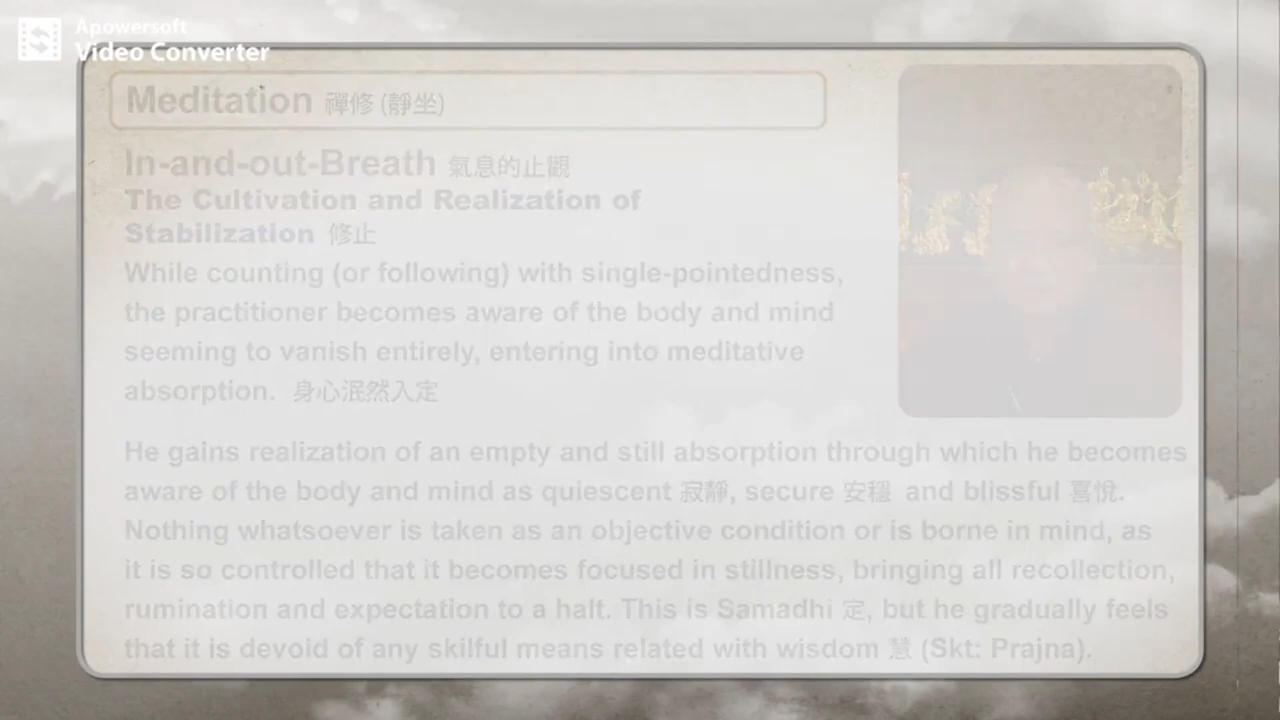 Apowersoft
Video Converter
Meditation 禪修 (靜坐)
In-and-out-Breath 氣息的止觀
The Cultivation and Realization of
Stabilization 修止
While counting (or following) with single-pointedness,
the practitioner becomes aware of the body and mind
seeming to vanish entirely, entering into meditative
absorption. 身心泯然入定
He gains realization of an empty and still absorption through which he becomes
aware of the body and mind as quiescent 寂靜, secure 安穩 and blissful 喜悅.
Nothing whatsoever is taken as an objective condition or is borne in mind, as
it is so controlled that it becomes focused in stillness, bringing all recollection,
rumination and expectation to a halt. This is Samadhi 定, but he gradually feels
that it is devoid of any skilful means related with wisdom 慧 (Skt: Prajna).